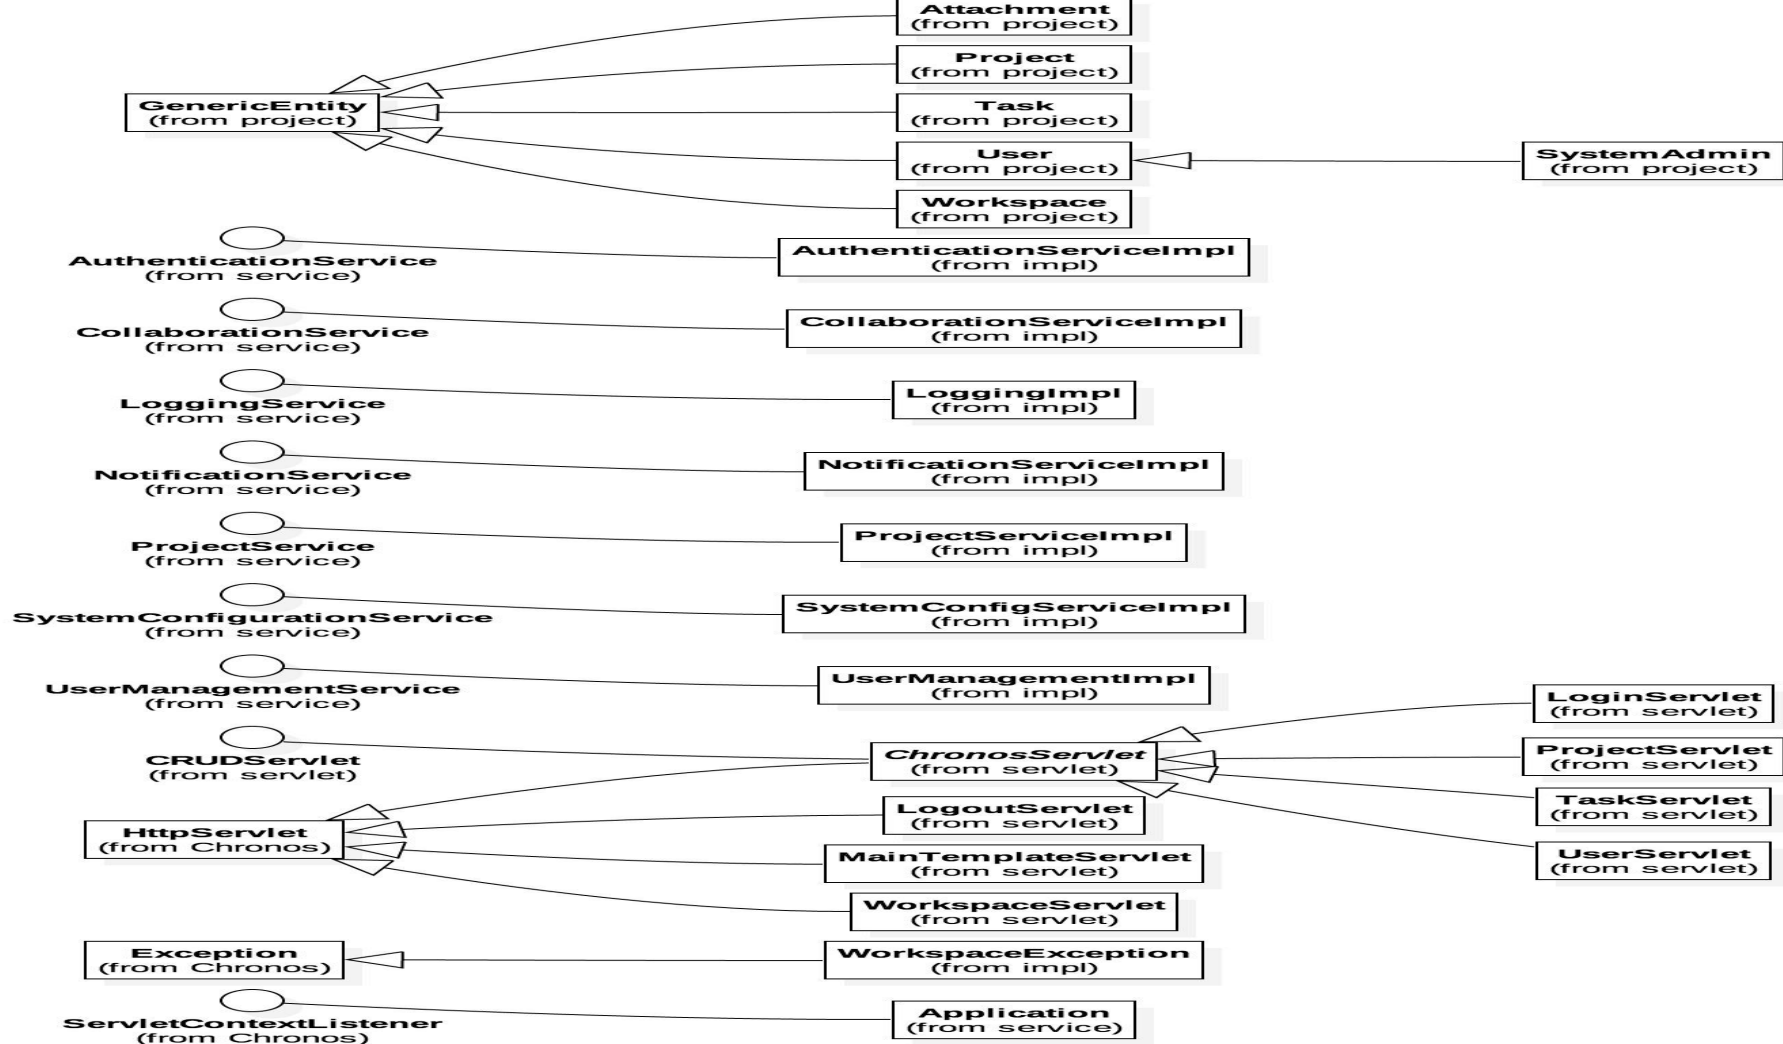 Attachment
(from project)
Project
(from project)
GenericEntity
(from project)
Task
(from project)
User
(from project)
SystemAdmin
(from project)
Workspace
(from project)
AuthenticationService
(from service)
AuthenticationServiceImpl
(from impl)
CollaborationService
(from service)
CollaborationServiceImpl
(from impl)
LoggingService
(from service)
LoggingImpl
(from impl)
NotificationService
(from service)
NotificationServiceImpl
(from impl)
ProjectService
(from service)
ProjectServiceImpl
(from impl)
SystemConfigurationService
(from service)
SystemConfigServiceImpl
(from impl)
UserManagementService
(from service)
UserManagementImpl
(from impl)
LoginServlet
(from servlet)
CRUDServlet
(from servlet)
ChronosServlet
(from servlet)
ProjectServlet
(from servlet)
TaskServlet
(from servlet)
LogoutServlet
(from servlet)
HttpServlet
(from Chronos)
MainTemplateServlet
(from servlet)
UserServlet
(from servlet)
WorkspaceServlet
(from servlet)
Exception
(from Chronos)
WorkspaceException
(from impl)
ServletContextListener
(from Chronos)
Application
(from service)